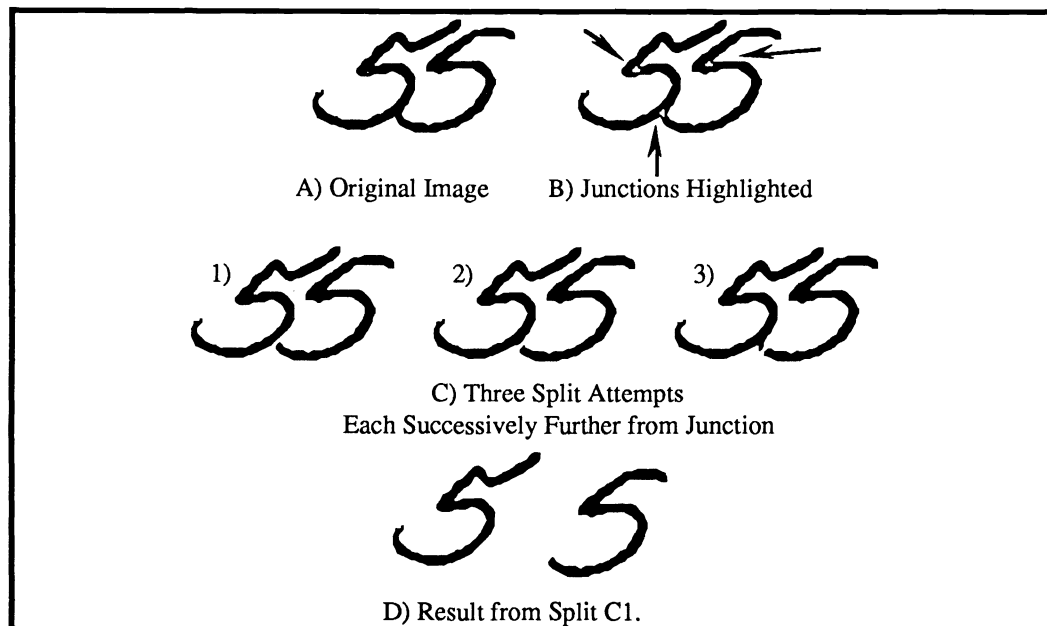 55 55
A) Original Image B) Junctions Highlighted
1) 55 2) 55 3) 55
C) Three Split Attempts
Each Successively Further from Junction
5 5
D) Result from Split C1.